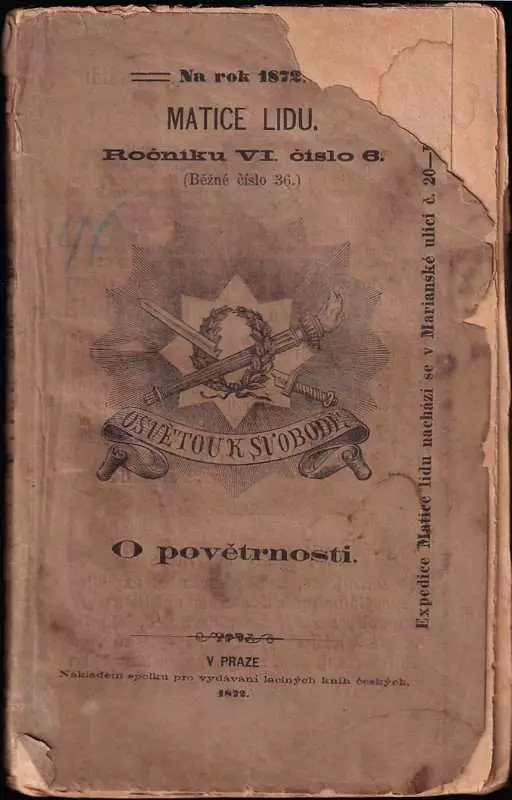 Na rok 1872.
MATICE LIDU.
Ročníku VI. číslo 6.
(Běžné číslo 36.)
OSVĚTOU K SVOBODĚ
O povětrnosti.
V PRAZE
Nákladem spolku pro vydávání laciných knih českých.
1872.
Expedice Matice lidu nachází se v Marianské ulici č. 20—